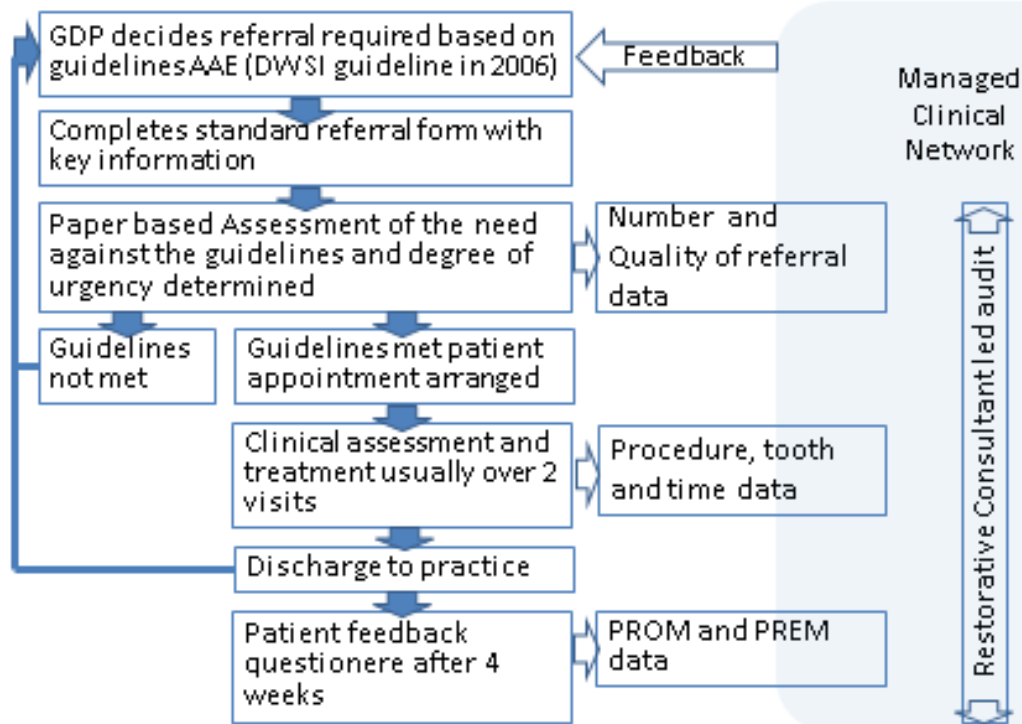 GDP decides referral required based on
guidelines AAE (DWSI guideline in 2006)
Feedback
Managed
Clinical
Network
Completes standard referral form with
key information
Paper based Assessment of the need
against the guidelines and degree of
urgency determined
Number and
Quality of referral
data
Guidelines
not met
Guidelines met patient
appointment arranged
Clinical assessment and
treatment usually over 2
visits
Procedure, tooth
and time data
Discharge to practice
Patient feedback
questionere after 4
weeks
PROM and PREM
data
Restorative Consultant led audit